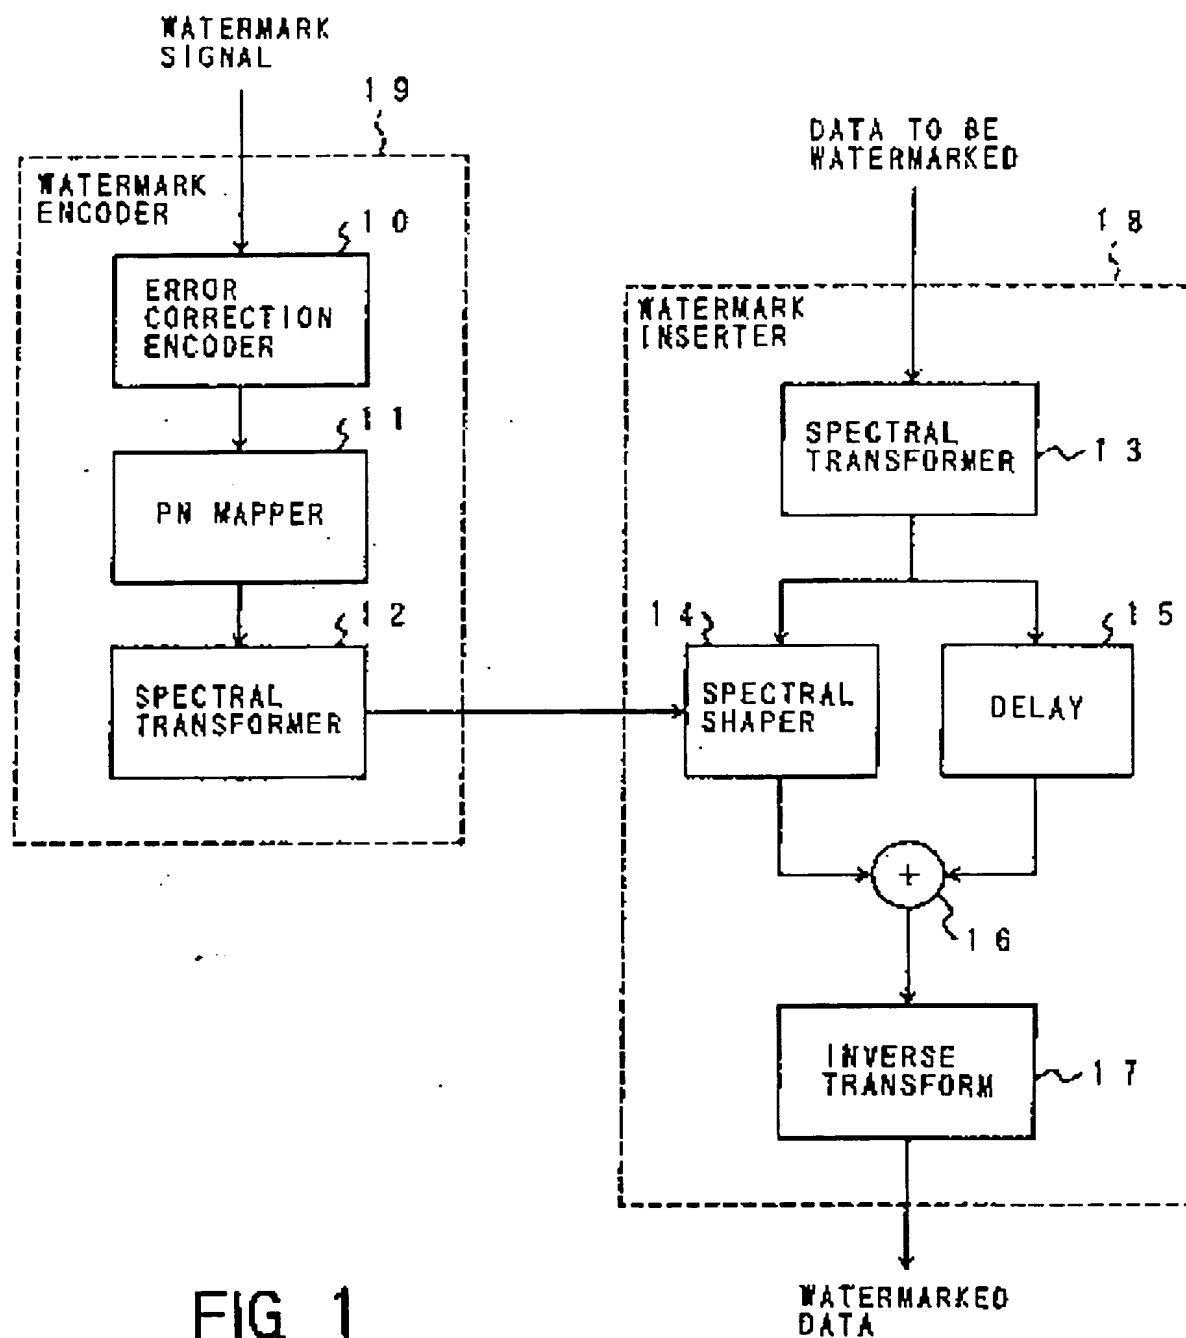 WATERMARK
SIGNAL
19
WATERMARK
ENCODER
10
ERROR
CORRECTION
ENCODER
11
PN MAPPER
12
SPECTRAL
TRANSFORMER
DATA TO BE
WATERMARKED
18
WATERMARK
INSERTER
SPECTRAL
TRANSFORMER
13
14
SPECTRAL
SHAPER
15
DELAY
+
16
INVERSE
TRANSFORM
17
WATERMARKED
DATA
FIG. 1